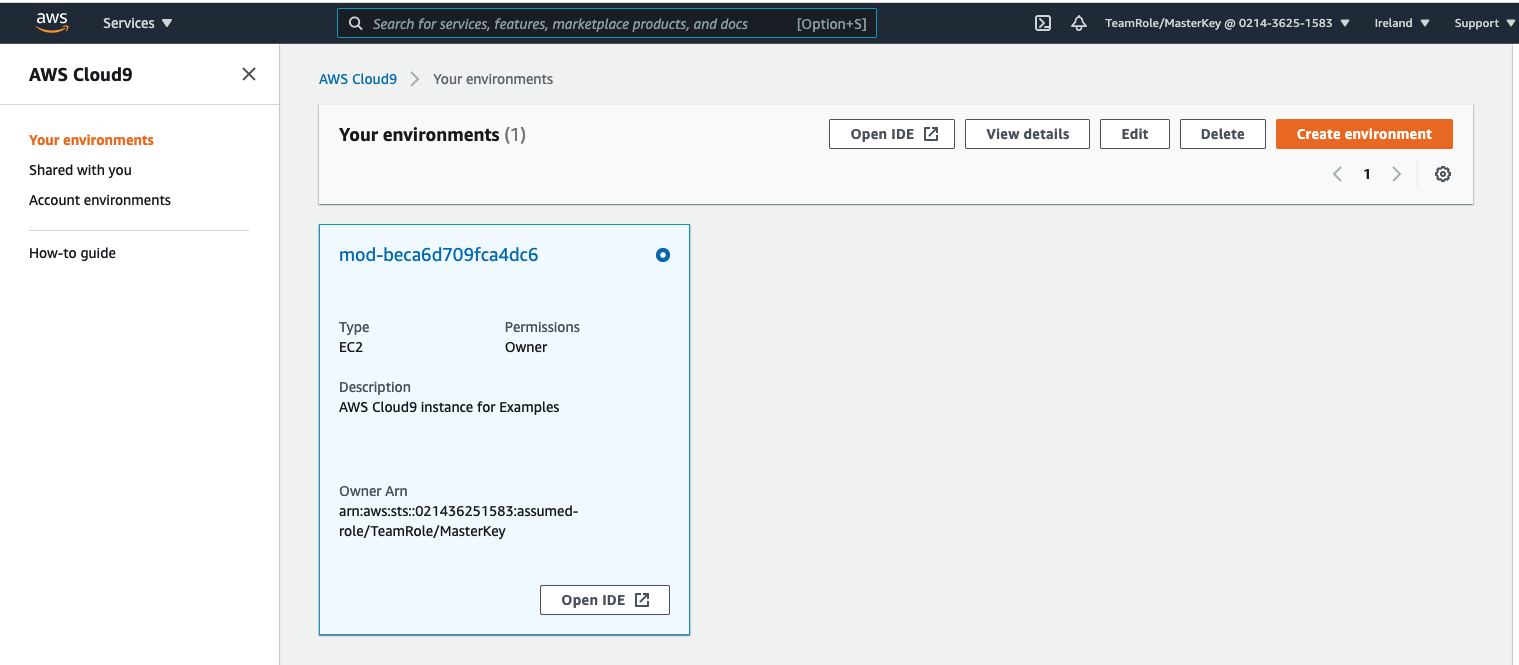 aws Services Search for services, features, marketplace products, and docs [Option+S] TeamRole/MasterKey @ 0214-3625-1583 Ireland Support
AWS Cloud9
Your environments
Shared with you
Account environments
How-to guide
AWS Cloud9 Your environments
Your environments (1) Open IDE View details Edit Delete Create environment
1
mod-beca6d709fca4dc6
Type Permissions
EC2 Owner
Description
AWS Cloud9 instance for Examples
Owner Arn
arn:aws:sts::021436251583:assumed-
role/TeamRole/MasterKey
Open IDE